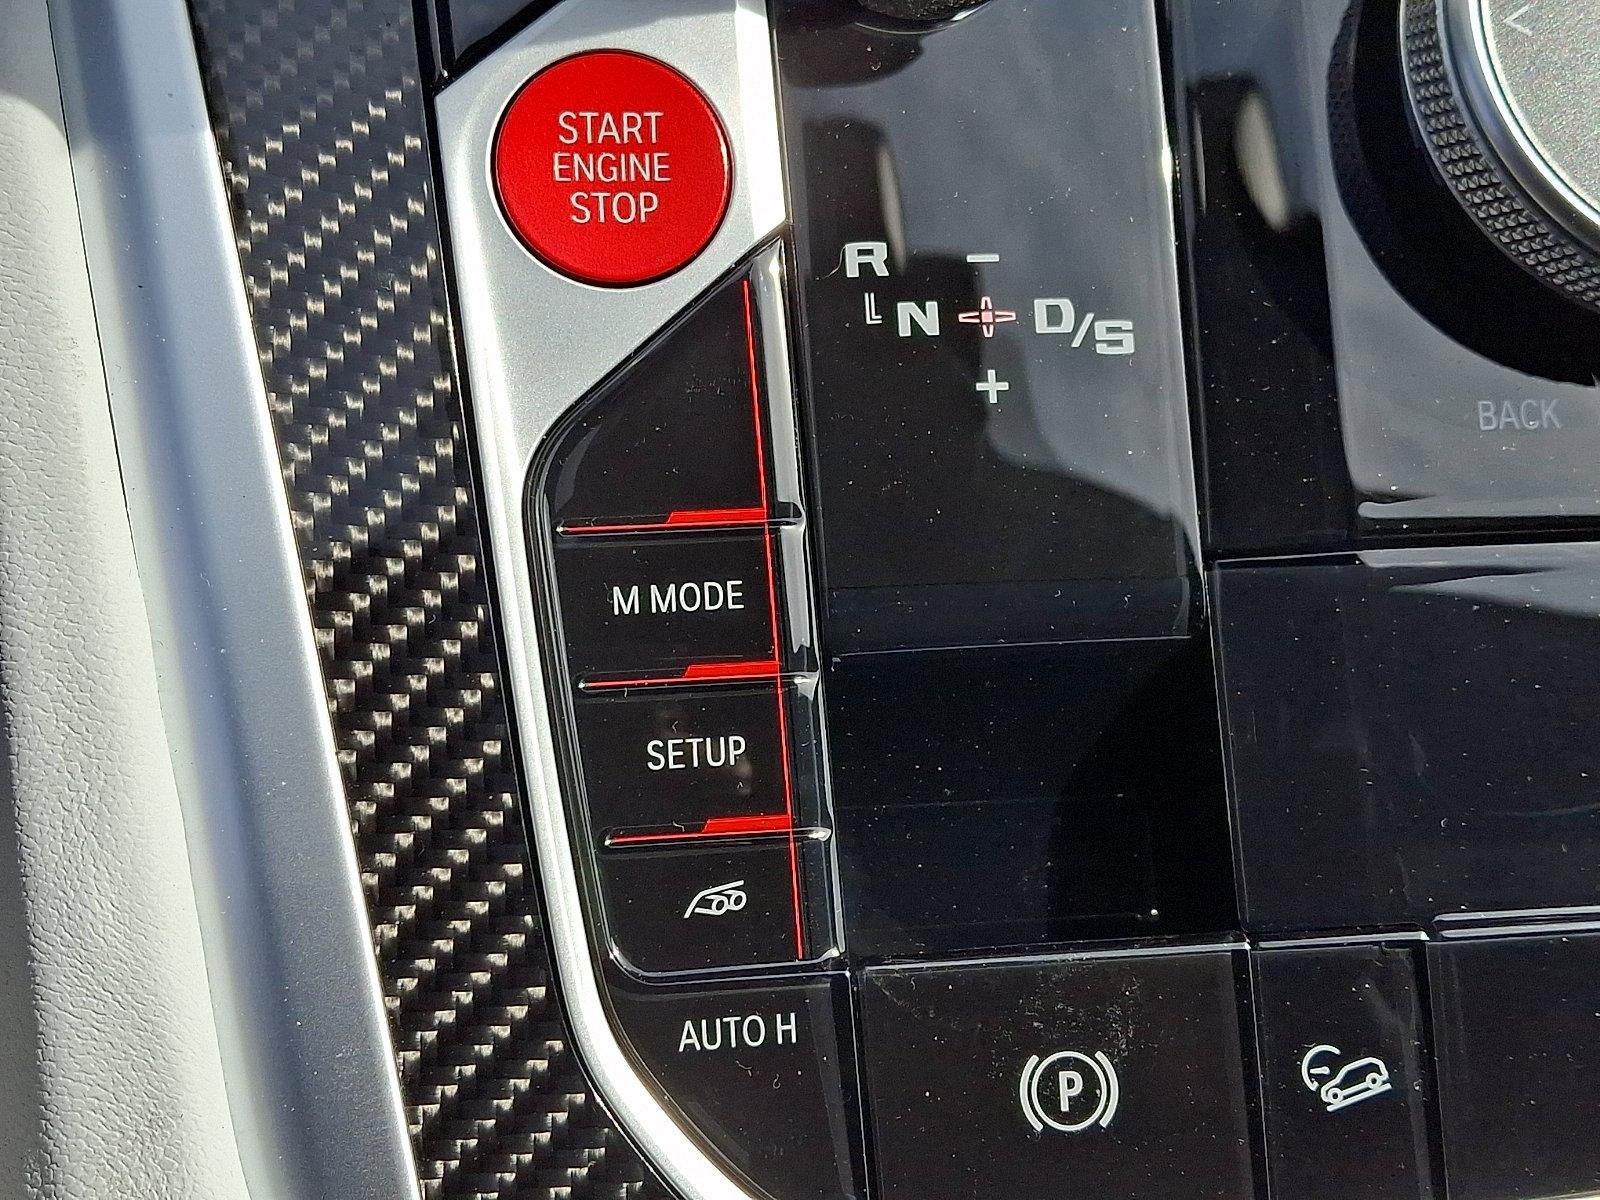 START
ENGINE
STOP
R −
N D/S
+
BACK
M MODE
SETUP
AUTO H
P